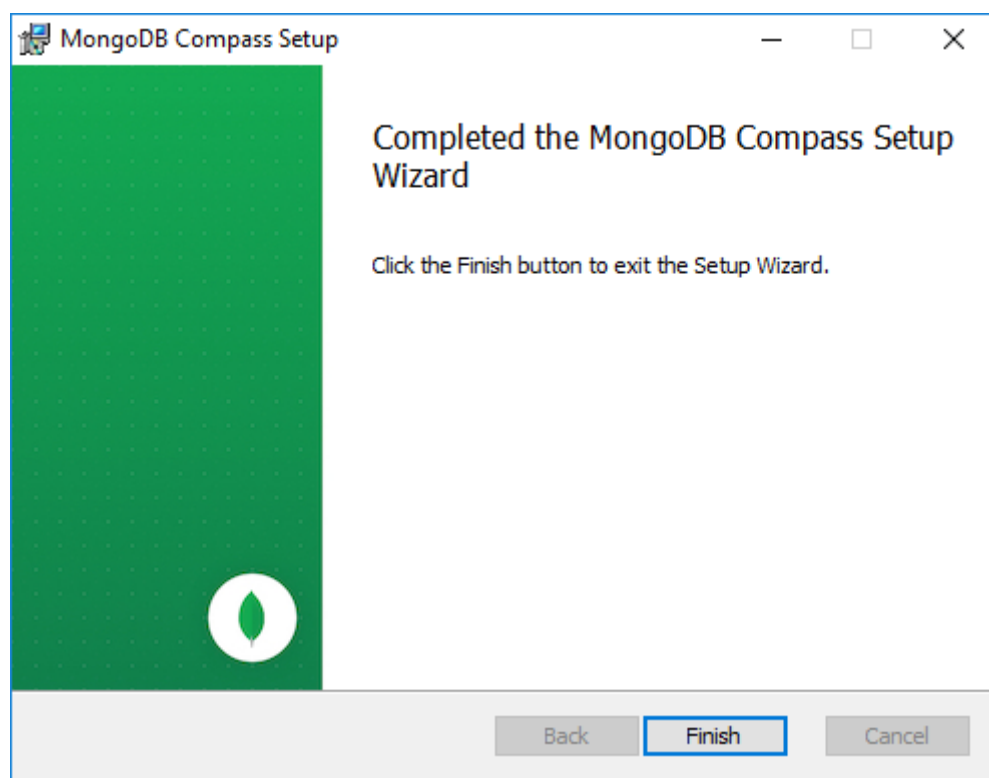 MongoDB Compass Setup
Completed the MongoDB Compass Setup
Wizard
Click the Finish button to exit the Setup Wizard.
Back Finish Cancel